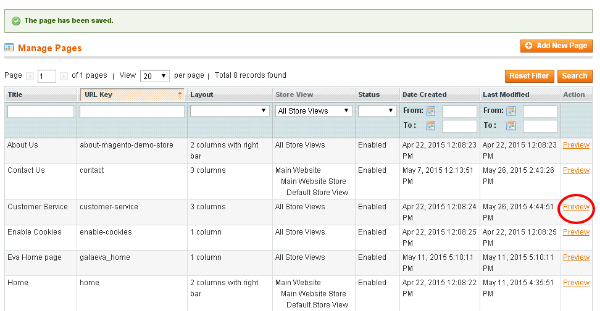 The page has been saved.
Manage Pages
Add New Page
Page 1 of 1 pages | View 20 per page | Total 8 records found
Reset Filter Search
Title URL Key Layout Store View Status Date Created Last Modified Action
All Store Views From: From:
To : To :
About Us about-magento-demo-store 2 columns with right All Store Views Enabled Apr 22, 2015 12:08:23 Apr 22, 2015 12:08:23 Preview
bar PM PM
Contact Us contact 3 columns Main Website Enabled May 7, 2015 12:13:51 May 26, 2015 2:43:26 Preview
Main Website Store PM PM
Default Store View
Customer Service customer-service 3 columns All Store Views Enabled Apr 22, 2015 12:08:24 May 26, 2015 4:44:51 Preview
PM PM
Enable Cookies enable-cookies 1 column All Store Views Enabled Apr 22, 2015 12:08:25 Apr 22, 2015 12:08:25 Preview
PM PM
Eva Home page galaeva_home 1 column All Store Views Enabled May 11, 2015 5:10:11 May 11, 2015 5:10:11 Preview
PM PM
Home home 2 columns with right Main Website Enabled Apr 22, 2015 12:08:22 May 11, 2015 4:35:51 Preview
bar Main Website Store PM PM
Default Store View